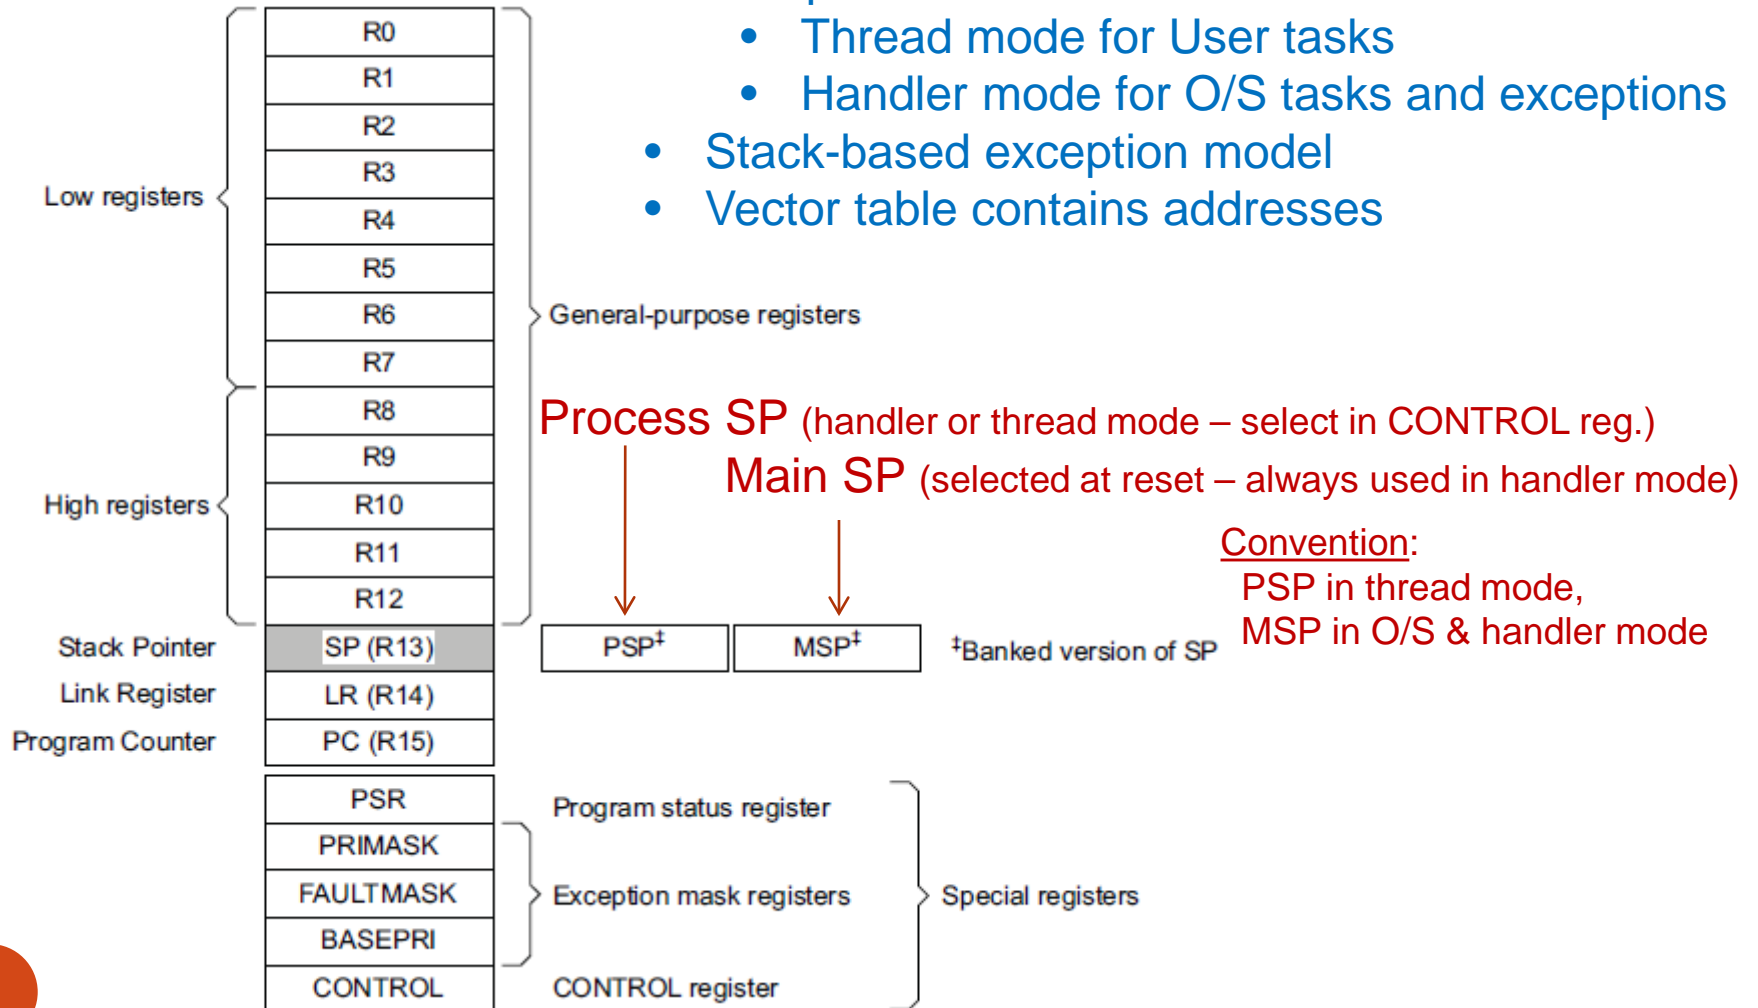 • Thread mode for User tasks
• Handler mode for O/S tasks and exceptions
• Stack-based exception model
• Vector table contains addresses
R0
R1
R2
R3
Low registers
R4
R5
R6
General-purpose registers
R7
R8
Process SP (handler or thread mode – select in CONTROL reg.)
R9
Main SP (selected at reset – always used in handler mode)
High registers
R10
R11
Convention:
R12
PSP in thread mode,
MSP in O/S & handler mode
Stack Pointer SP (R13) PSP‡ MSP‡ ‡Banked version of SP
Link Register LR (R14)
Program Counter PC (R15)
PSR Program status register
PRIMASK
FAULTMASK Exception mask registers Special registers
BASEPRI
CONTROL CONTROL register